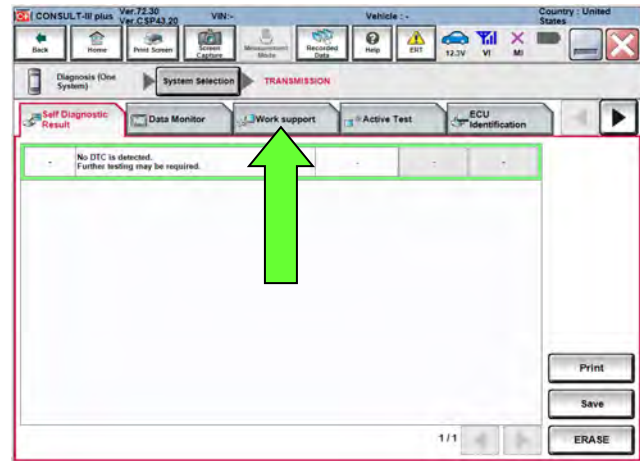 CONSULT-III plus
Ver.72.30
Ver.CSP43.20
VIN:-
Vehicle : -
Country : United
States
Back
Home
Print Screen
Screen
Capture
Measurement
Mode
Recorded
Data
Help
ERT
12.3V
VI
MI
Diagnosis (One
System)
System Selection
TRANSMISSION
Self Diagnostic
Result
Data Monitor
Work support
Active Test
ECU
Identification
-
No DTC is detected.
Further testing may be required.
-
-
-
Print
Save
1/1
ERASE